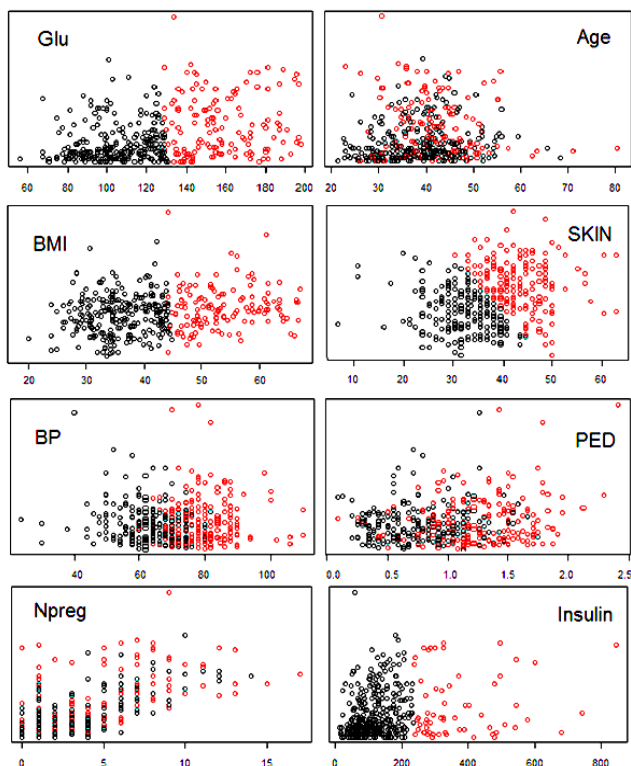 Glu
60 80 100 120 140 160 180 200
Age
20 30 40 50 60 70 80
BMI
20 30 40 50 60
SKIN
10 20 30 40 50 60
BP
40 60 80 100
PED
0.0 0.5 1.0 1.5 2.0 2.5
Npreg
0 5 10 15
Insulin
0 200 400 600 800